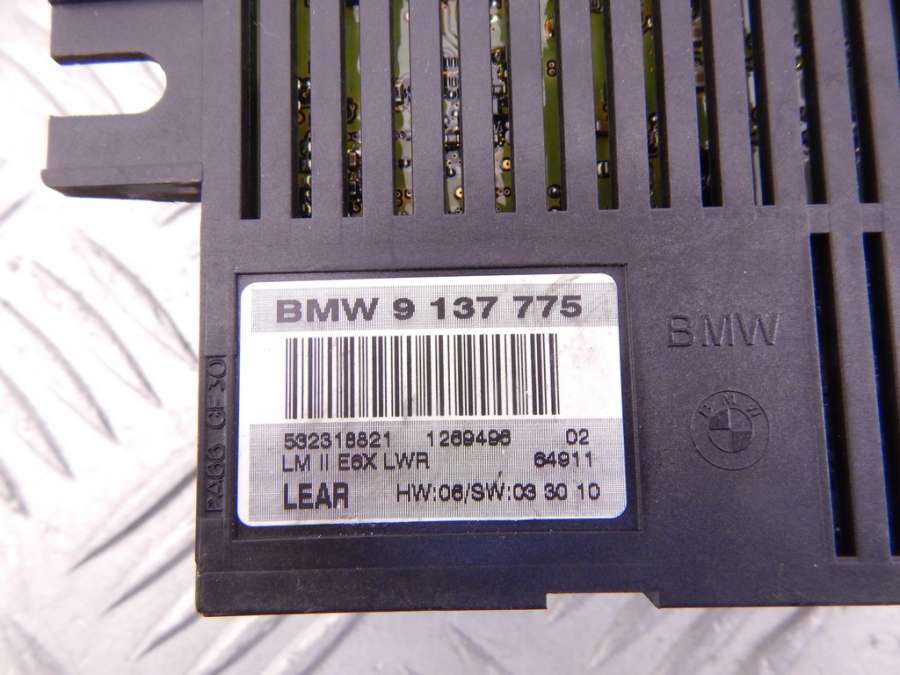 BMW 9 137 775
532318821 1269496 02
LM II E6X LWR 64911
LEAR HW:06/SW:03 30 10
BMW
BMW
PA66 GF30